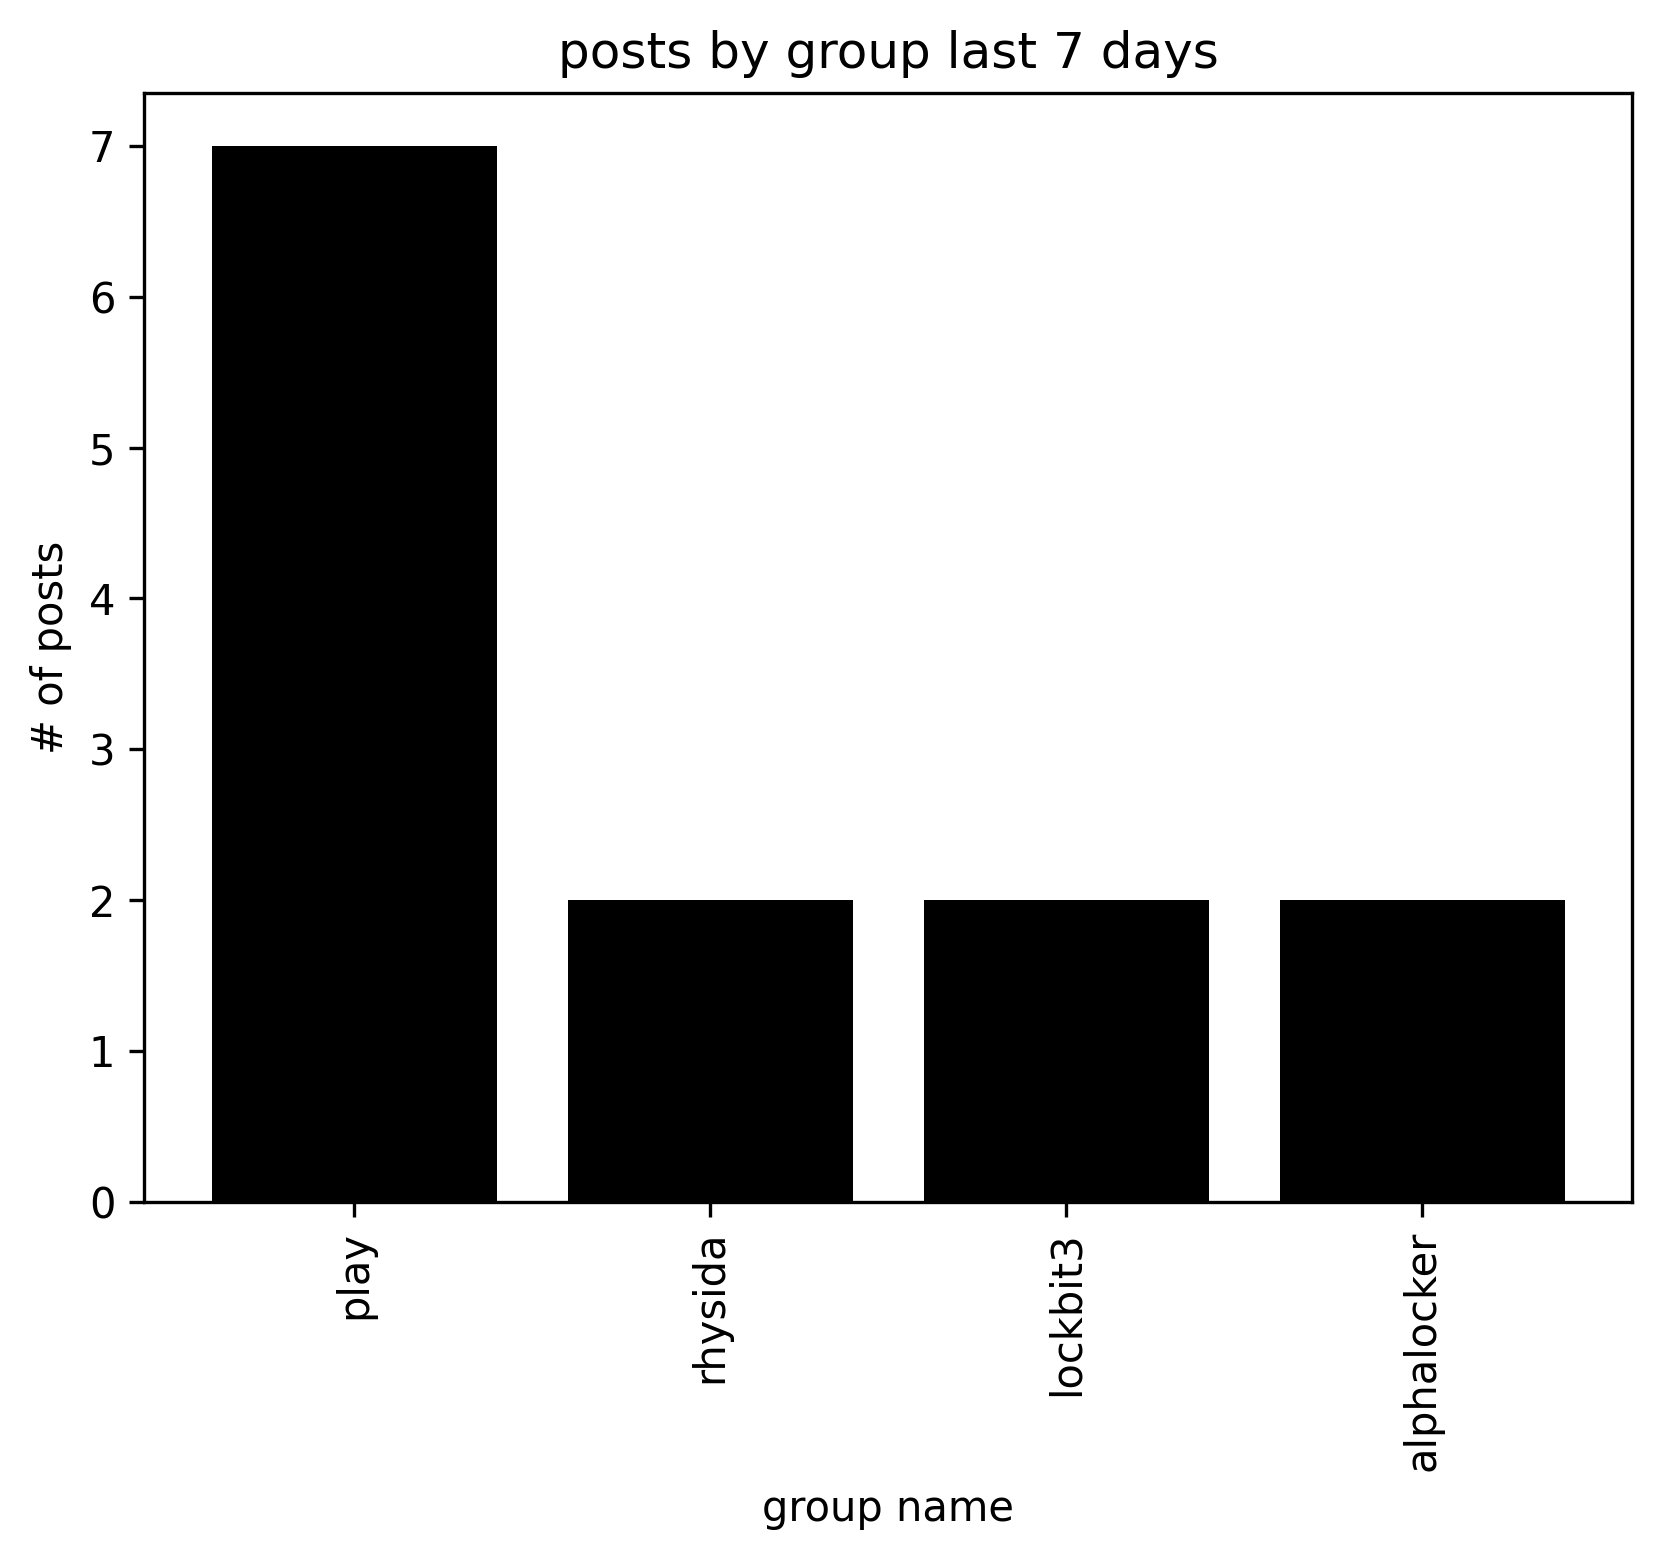 posts by group last 7 days
# of posts
7
6
5
4
3
2
1
0
play
rhysida
lockbit3
alphalocker
group name